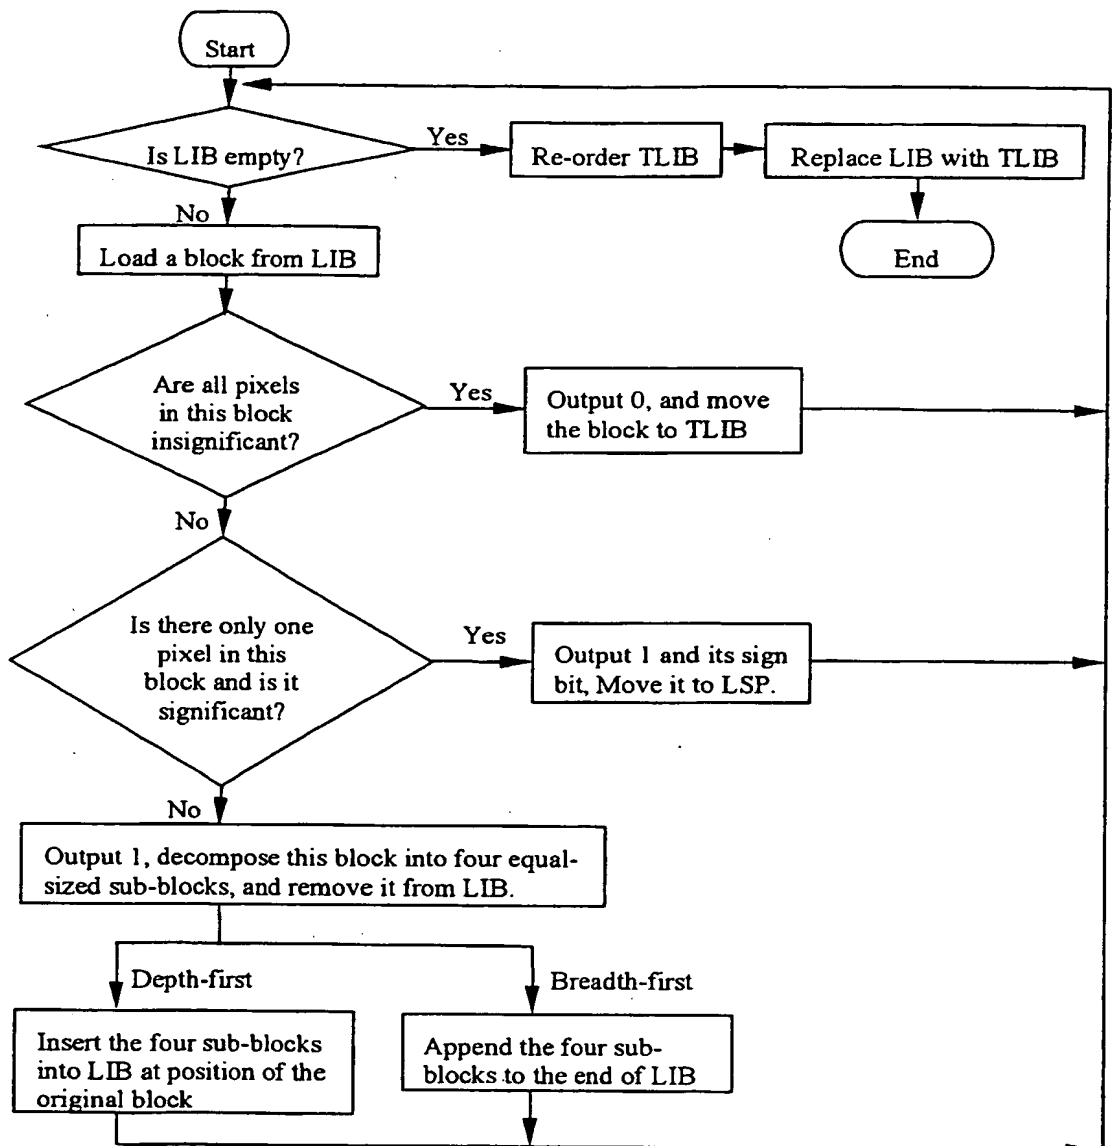 Start
Is LIB empty?
Yes
Re-order TLIB
Replace LIB with TLIB
No
End
Load a block from LIB
Are all pixels
in this block
insignificant?
Yes
Output 0, and move
the block to TLIB
No
Is there only one
pixel in this
block and is it
significant?
Yes
Output 1 and its sign
bit, Move it to LSP.
No
Output 1, decompose this block into four equal-
sized sub-blocks, and remove it from LIB.
Depth-first
Breadth-first
Insert the four sub-blocks
into LIB at position of the
original block
Append the four sub-
blocks to the end of LIB